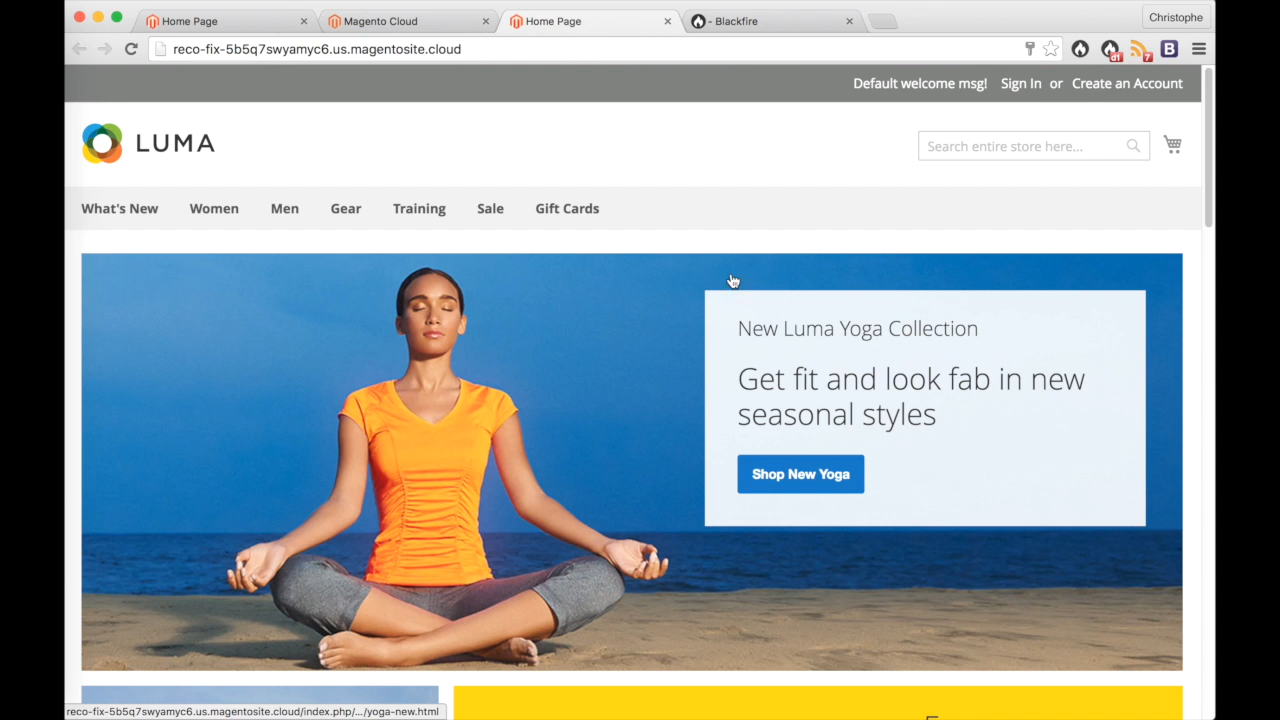 Home Page
Magento Cloud
Home Page
- Blackfire
Christophe
reco-fix-5b5q7swyamyc6.us.magentosite.cloud
d1
7
B
Default welcome msg! Sign In or Create an Account
LUMA
Search entire store here...
What's New Women Men Gear Training Sale Gift Cards
New Luma Yoga Collection
Get fit and look fab in new
seasonal styles
Shop New Yoga
reco-fix-5b5q7swyamyc6.us.magentosite.cloud/index.php/.../yoga-new.html